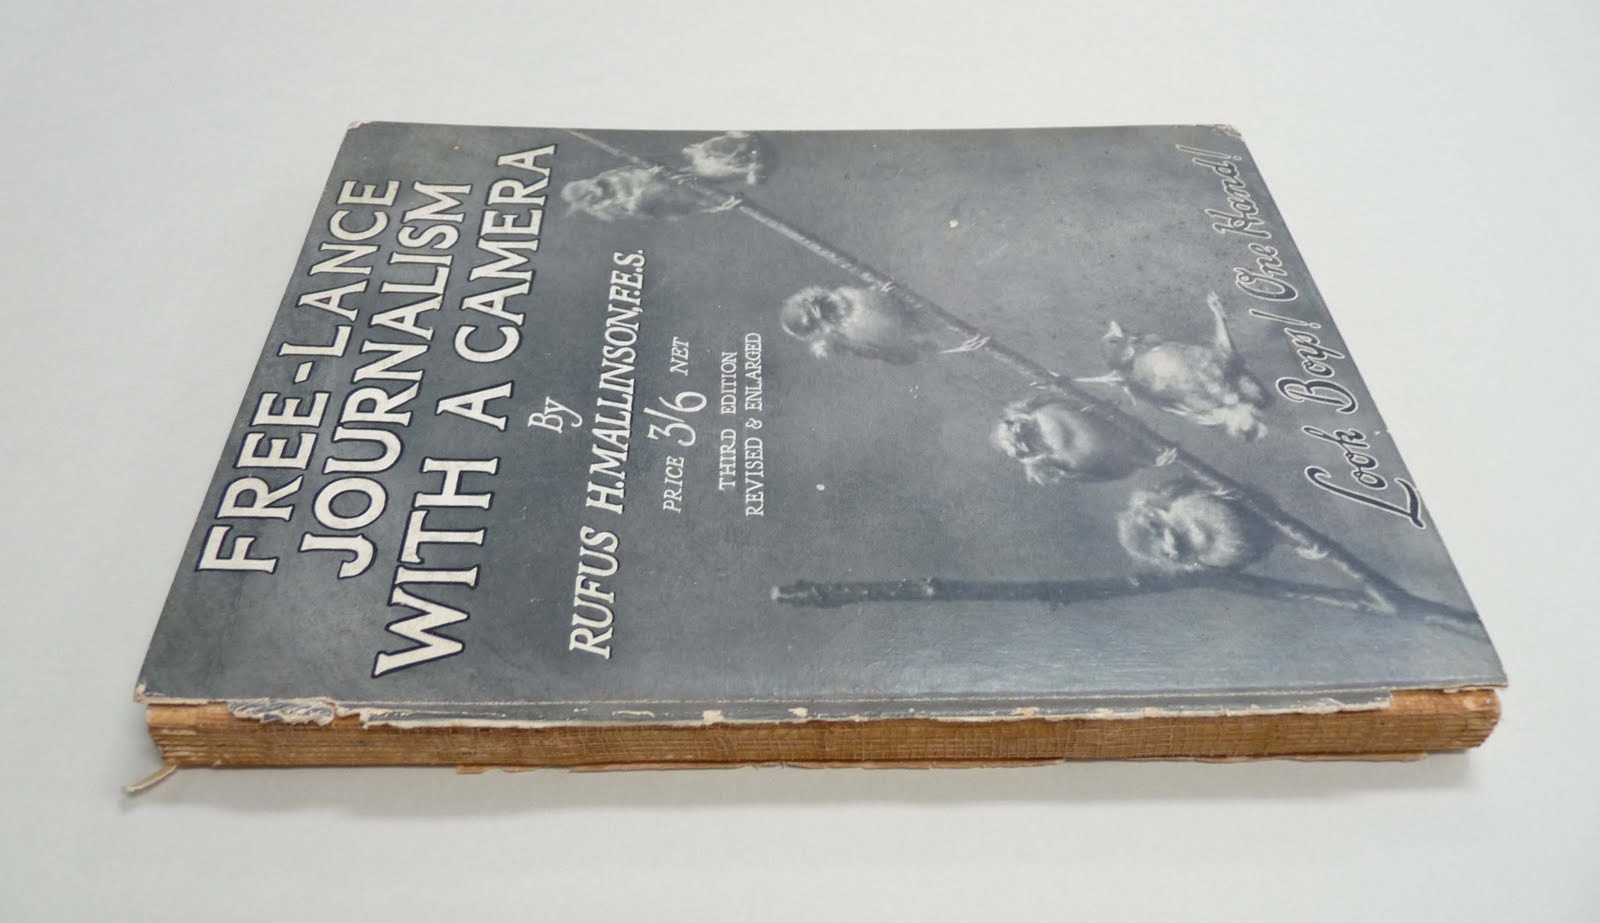 FREE-LANCE
JOURNALISM
WITH A CAMERA
By
RUFUS H. MALLINSON, F.E.S.
PRICE 3/6 NET
THIRD EDITION
REVISED & ENLARGED
Look Boys! One Hand!